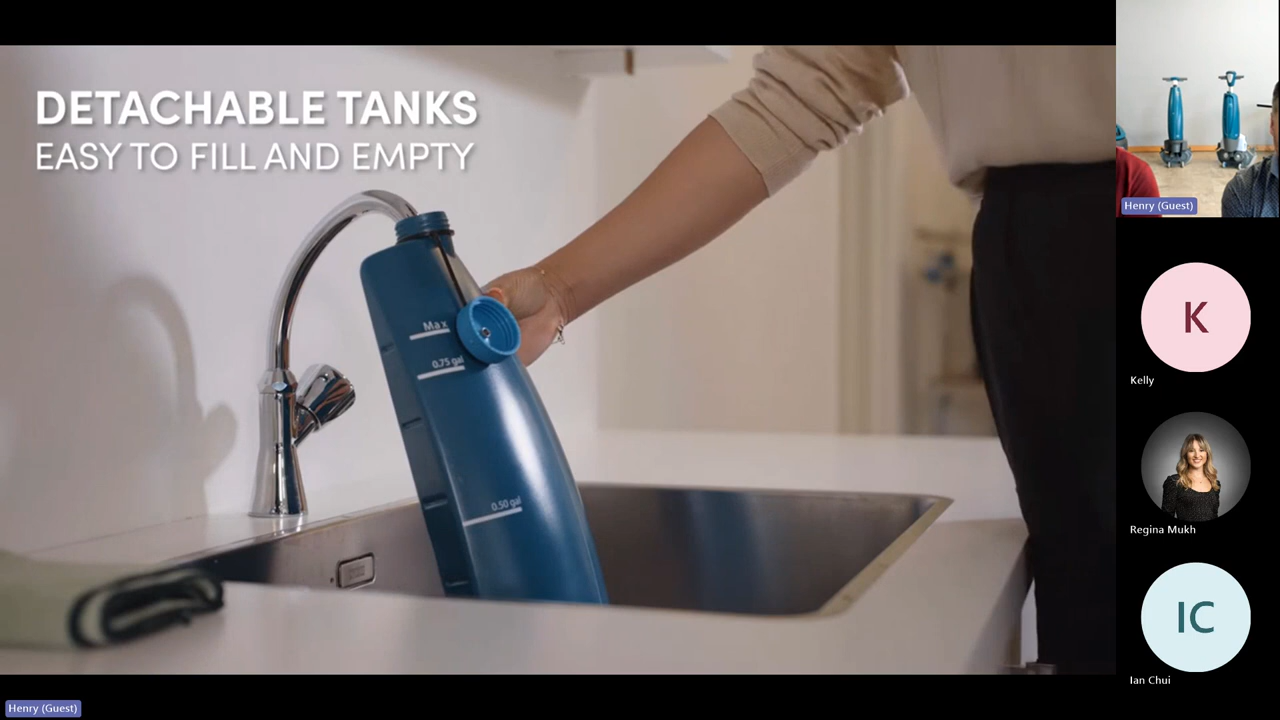 DETACHABLE TANKS
EASY TO FILL AND EMPTY
Max
0.75 gal
0.50 gal
Henry (Guest)
K
Kelly
Regina Mukh
IC
Ian Chui
Henry (Guest)